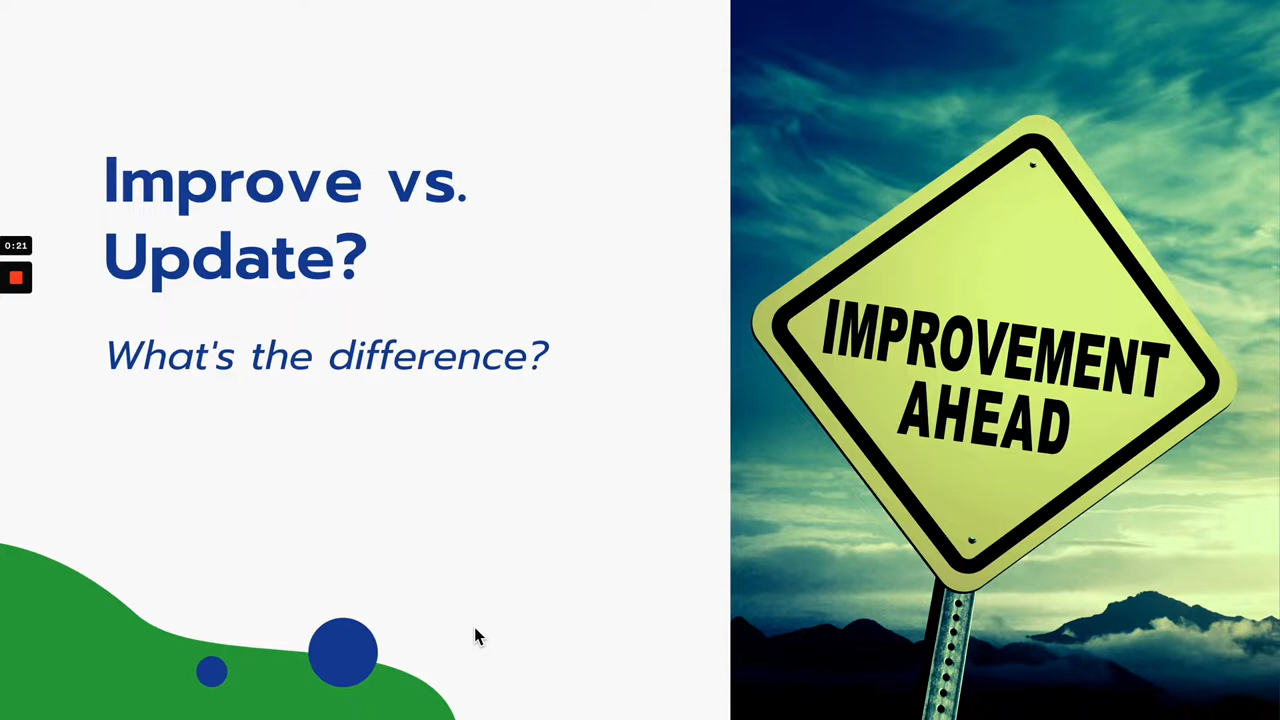 Improve vs.
Update?
What's the difference?
0:21
IMPROVEMENT
AHEAD